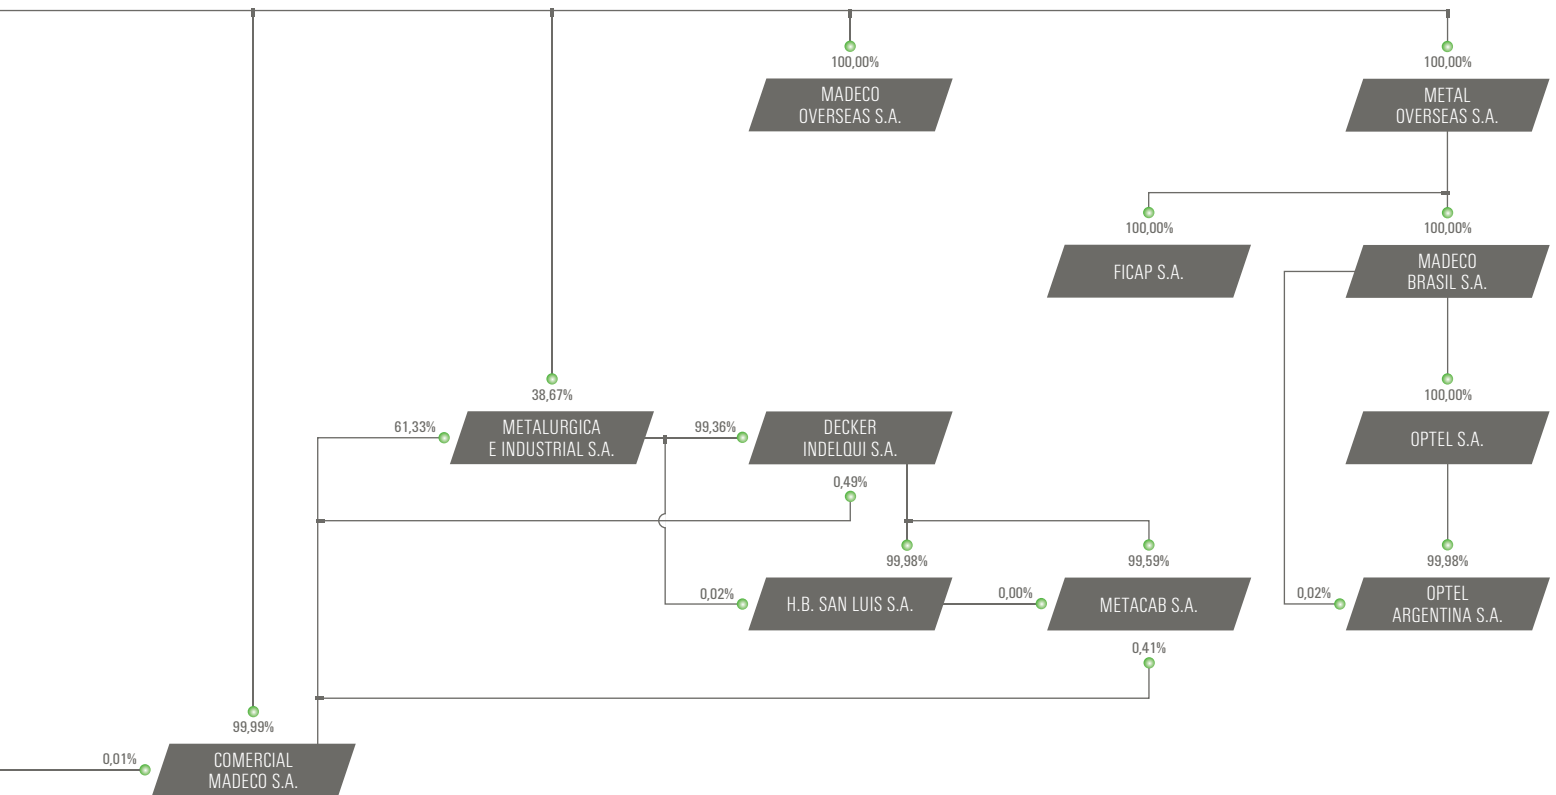 100,00%
100,00%
MADECO
OVERSEAS S.A.
METAL
OVERSEAS S.A.
100,00%
100,00%
FICAP S.A.
MADECO
BRASIL S.A.
38,67%
100,00%
61,33%
METALURGICA
E INDUSTRIAL S.A.
99,36%
DECKER
INDELQUI S.A.
OPTEL S.A.
0,49%
99,98%
99,59%
99,98%
0,02%
H.B. SAN LUIS S.A.
0,00%
METACAB S.A.
0,02%
OPTEL
ARGENTINA S.A.
0,41%
99,99%
0,01%
COMERCIAL
MADECO S.A.